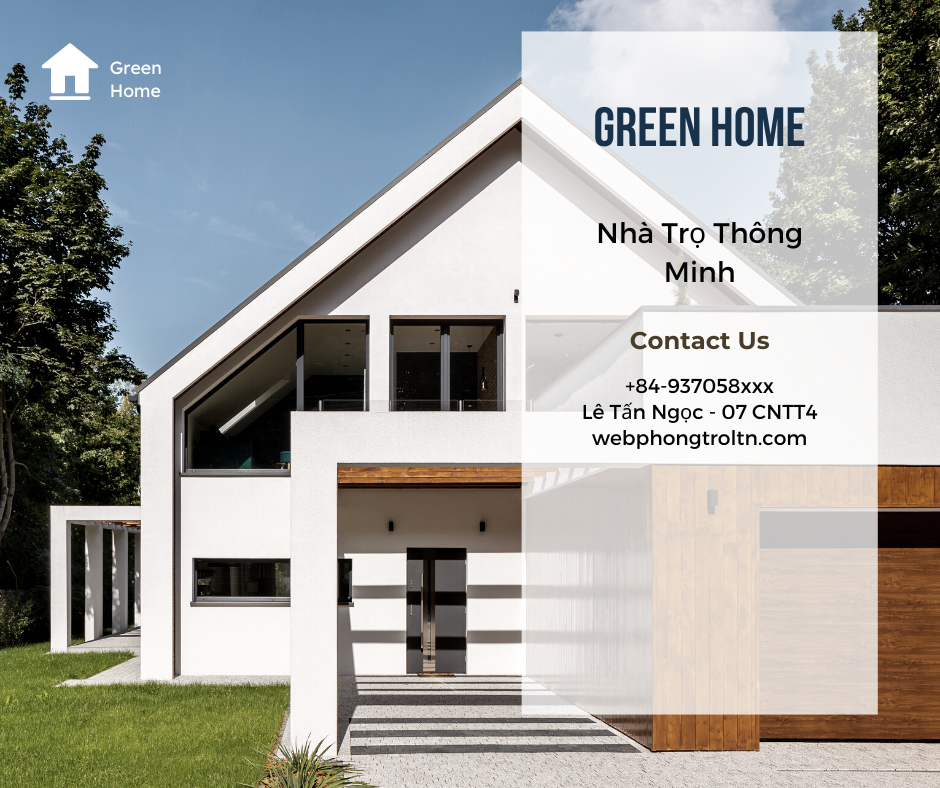 Green
Home
GREEN HOME
Nhà Trọ Thông
Minh
Contact Us
+84-937058xxx
Lê Tấn Ngọc - 07 CNTT4
webphongtroltn.com